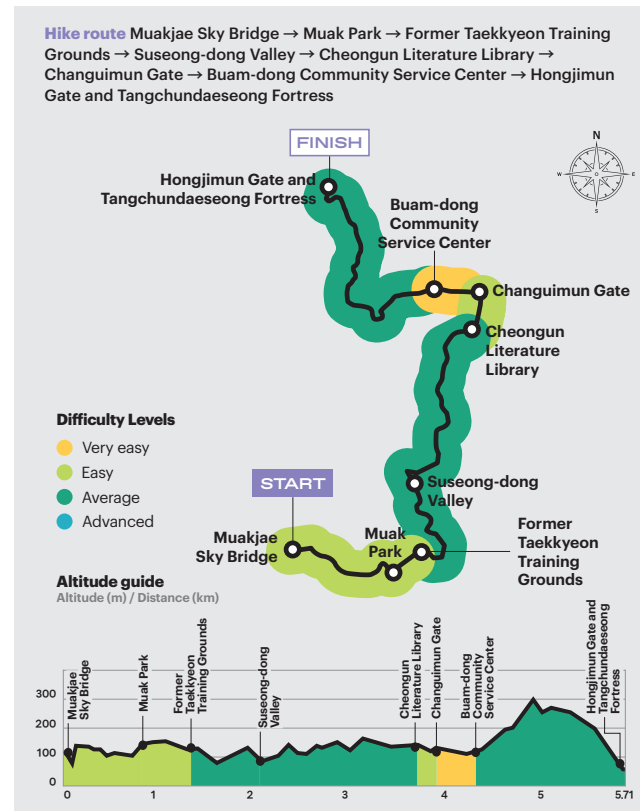 Hike route Muakjae Sky Bridge → Muak Park → Former Taekkyeon Training
Grounds → Suseong-dong Valley → Cheongun Literature Library →
Changuimun Gate → Buam-dong Community Service Center → Hongjimun
Gate and Tangchundaeseong Fortress
FINISH
N
W
O
E
S
Hongjimun Gate and
Tangchundaeseong Fortress
Buam-dong
Community
Service Center
Changuimun Gate
Cheongun
Literature
Library
Difficulty Levels
Very easy
Easy
Average
Advanced
START
Suseong-dong
Valley
Muakjae
Sky Bridge
Muak
Park
Former
Taekkyeon
Training
Grounds
Altitude guide
Altitude (m) / Distance (km)
300
200
100
0
Muakjae
Sky Bridge
Muak Park
Former
Taekkyeon
Training Grounds
Suseong-dong
Valley
Cheongun
Literature Library
Changuimun Gate
Buam-dong
Community
Service Center
Hongjimun Gate and
Tangchundaeseong
Fortress
0
1
2
3
4
5
5.71